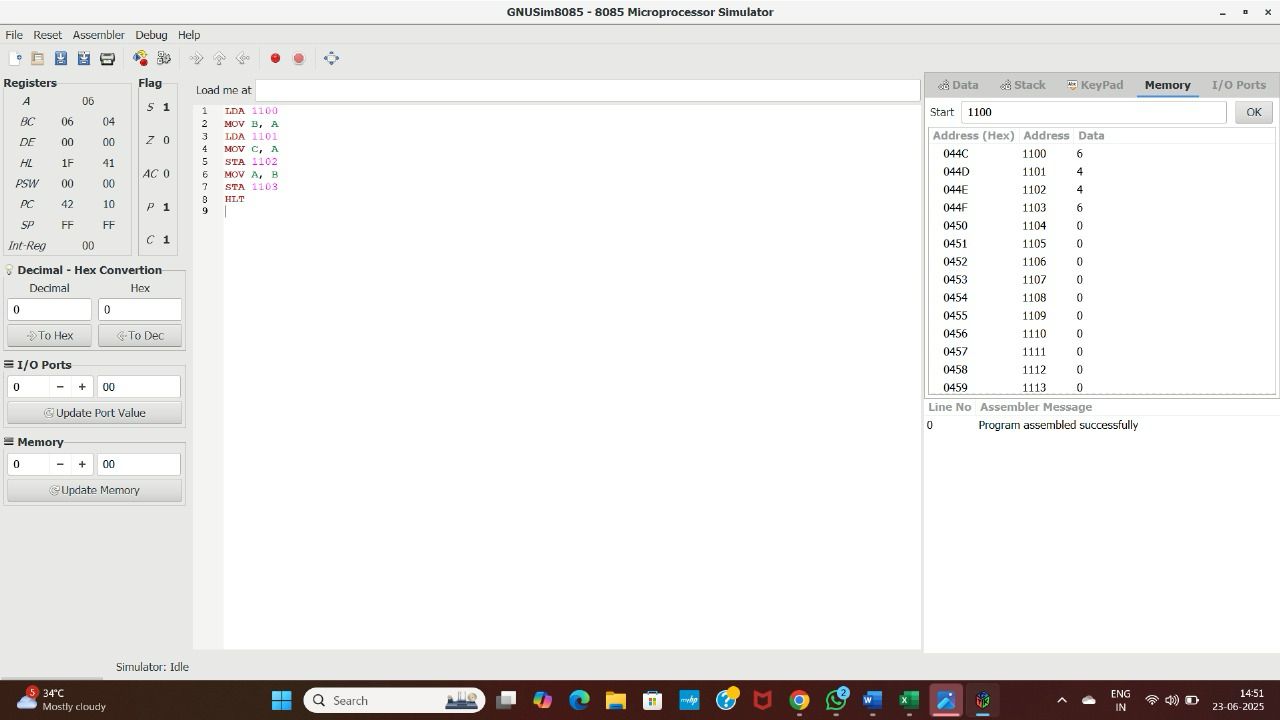 GNUSim8085 - 8085 Microprocessor Simulator
File Reset Assembler Debug Help
Registers
A 06
BC 06 04
DE 00 00
HL 1F 41
PSW 00 00
PC 42 10
SP FF FF
Int-Reg 00
Flag
S 1
Z 0
AC 0
P 1
C 1
Decimal - Hex Convertion
Decimal Hex
0 0
To Hex To Dec
I/O Ports
0 − + 00
Update Port Value
Memory
0 − + 00
Update Memory
Load me at
1 LDA 1100
2 MOV B, A
3 LDA 1101
4 MOV C, A
5 STA 1102
6 MOV A, B
7 STA 1103
8 HLT
9
Data Stack KeyPad Memory I/O Ports
Start 1100 OK
Address (Hex) Address Data
044C 1100 6
044D 1101 4
044E 1102 4
044F 1103 6
0450 1104 0
0451 1105 0
0452 1106 0
0453 1107 0
0454 1108 0
0455 1109 0
0456 1110 0
0457 1111 0
0458 1112 0
0459 1113 0
Line No Assembler Message
0 Program assembled successfully
Simulator: Idle
5 34°C
Mostly cloudy
Search
2
ENG
IN
14:51
23-06-2025